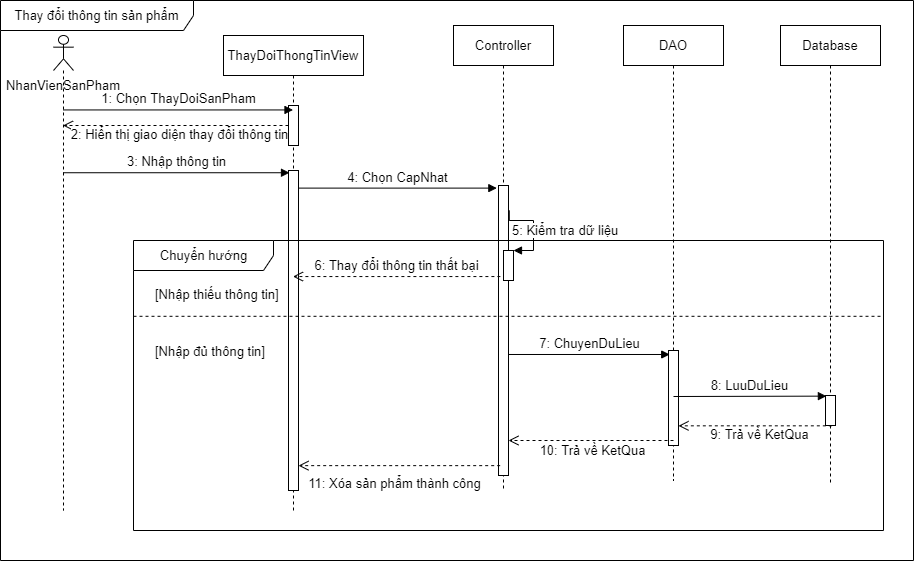 Thay đổi thông tin sản phẩm
NhanVienSanPham
ThayDoiThongTinView
Controller
DAO
Database
1: Chọn ThayDoiSanPham
2: Hiển thị giao diện thay đổi thông tin
3: Nhập thông tin
4: Chọn CapNhat
5: Kiểm tra dữ liệu
Chuyển hướng
6: Thay đổi thông tin thất bại
[Nhập thiếu thông tin]
[Nhập đủ thông tin]
7: ChuyenDuLieu
8: LuuDuLieu
9: Trả về KetQua
10: Trả về KetQua
11: Xóa sản phẩm thành công